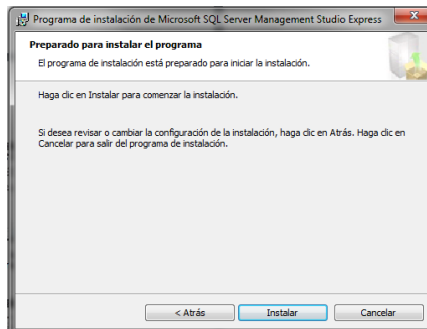 Programa de instalación de Microsoft SQL Server Management Studio Express
Preparado para instalar el programa
El programa de instalación está preparado para iniciar la instalación.
Haga clic en Instalar para comenzar la instalación.
Si desea revisar o cambiar la configuración de la instalación, haga clic en Atrás. Haga clic en
Cancelar para salir del programa de instalación.
< Atrás Instalar Cancelar